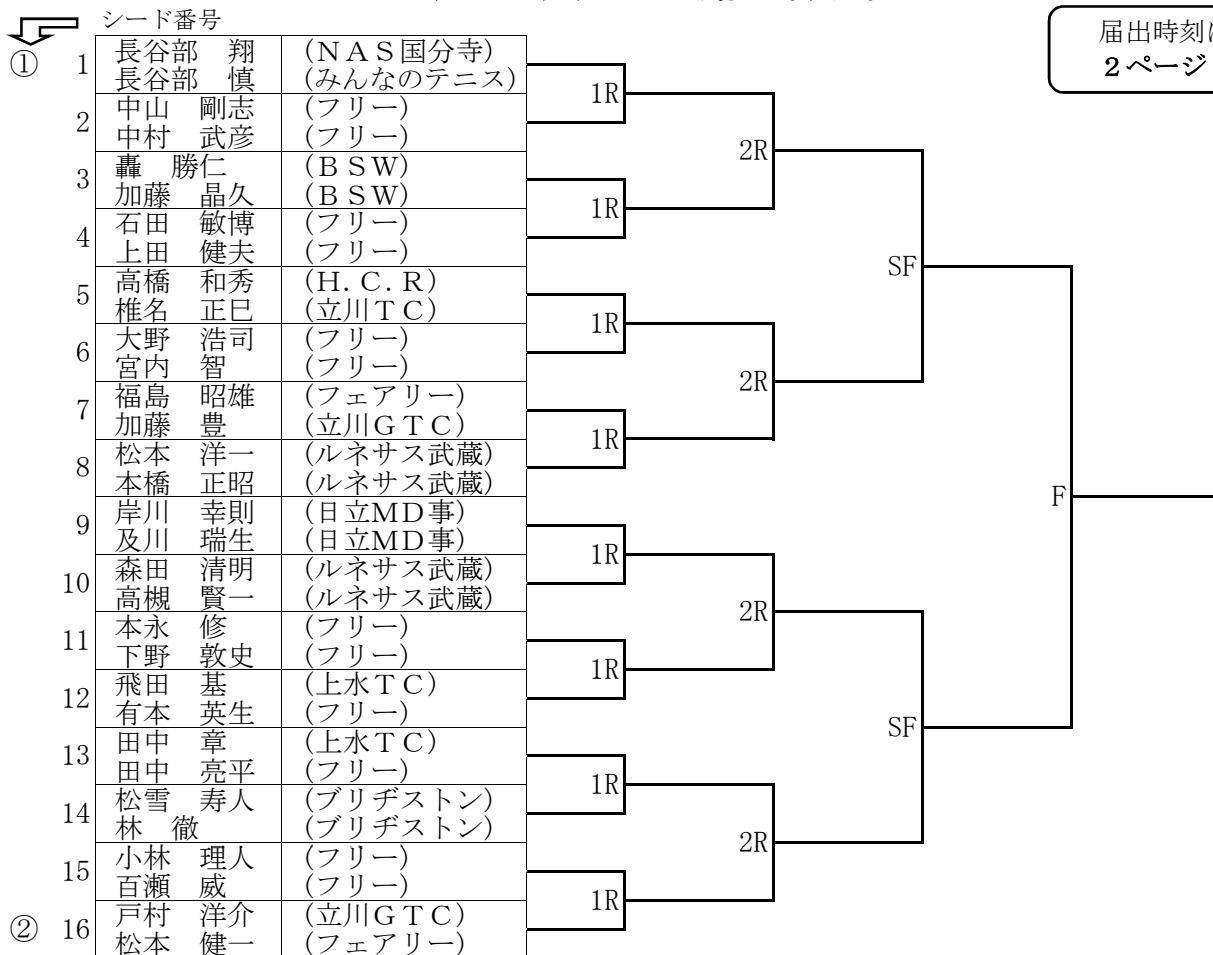 シード番号
届出時刻
2ページ
① 1 長谷部 翔 (NAS国分寺)
長谷部 慎 (みんなのテニス)
2 中山 剛志 (フリー)
中村 武彦 (フリー)
3 轟 勝仁 (BSW)
加藤 晶久 (BSW)
4 石田 敏博 (フリー)
上田 健夫 (フリー)
5 高橋 和秀 (H.C.R)
椎名 正巳 (立川TC)
6 大野 浩司 (フリー)
宮内 智 (フリー)
7 福島 昭雄 (フェアリー)
加藤 豊 (立川GTC)
8 松本 洋一 (ルネサス武蔵)
本橋 正昭 (ルネサス武蔵)
9 岸川 幸則 (日立MD事)
及川 瑞生 (日立MD事)
10 森田 清明 (ルネサス武蔵)
高槻 賢一 (ルネサス武蔵)
11 本永 修 (フリー)
下野 敦史 (フリー)
12 飛田 基 (上水TC)
有本 英生 (フリー)
13 田中 章 (上水TC)
田中 亮平 (フリー)
14 松雪 寿人 (ブリヂストン)
林 徹 (ブリヂストン)
15 小林 理人 (フリー)
百瀬 威 (フリー)
② 16 戸村 洋介 (立川GTC)
松本 健一 (フェアリー)
1R
1R
1R
1R
1R
1R
1R
1R
2R
2R
2R
2R
SF
SF
F